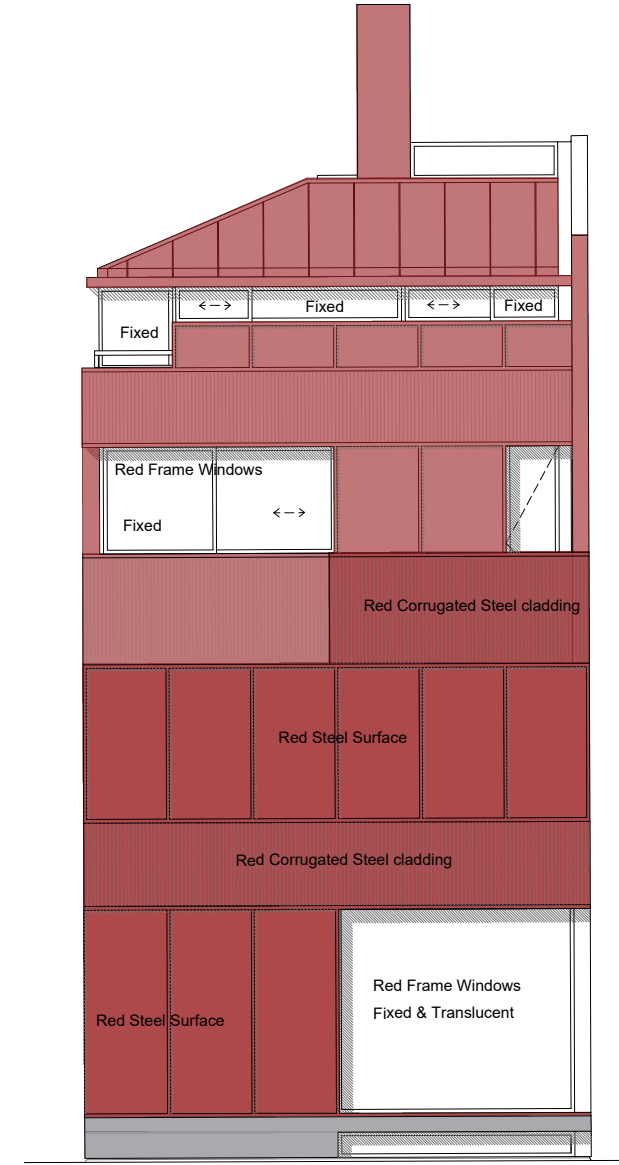 Fixed
Fixed
Fixed
Red Frame Windows
Fixed
Red Corrugated Steel cladding
Red Steel Surface
Red Corrugated Steel cladding
Red Frame Windows
Fixed & Translucent
Red Steel Surface